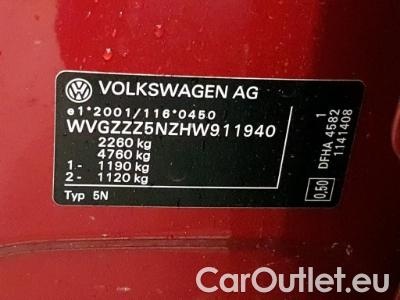 VOLKSWAGEN AG
e1*2001/116*0450
WVGZZZ5NZHW911940
2260 kg
4760 kg
1- 1190 kg
2- 1120 kg
Typ 5N
0,50
DFHA 4582 1
1141408
CarOutlet.eu